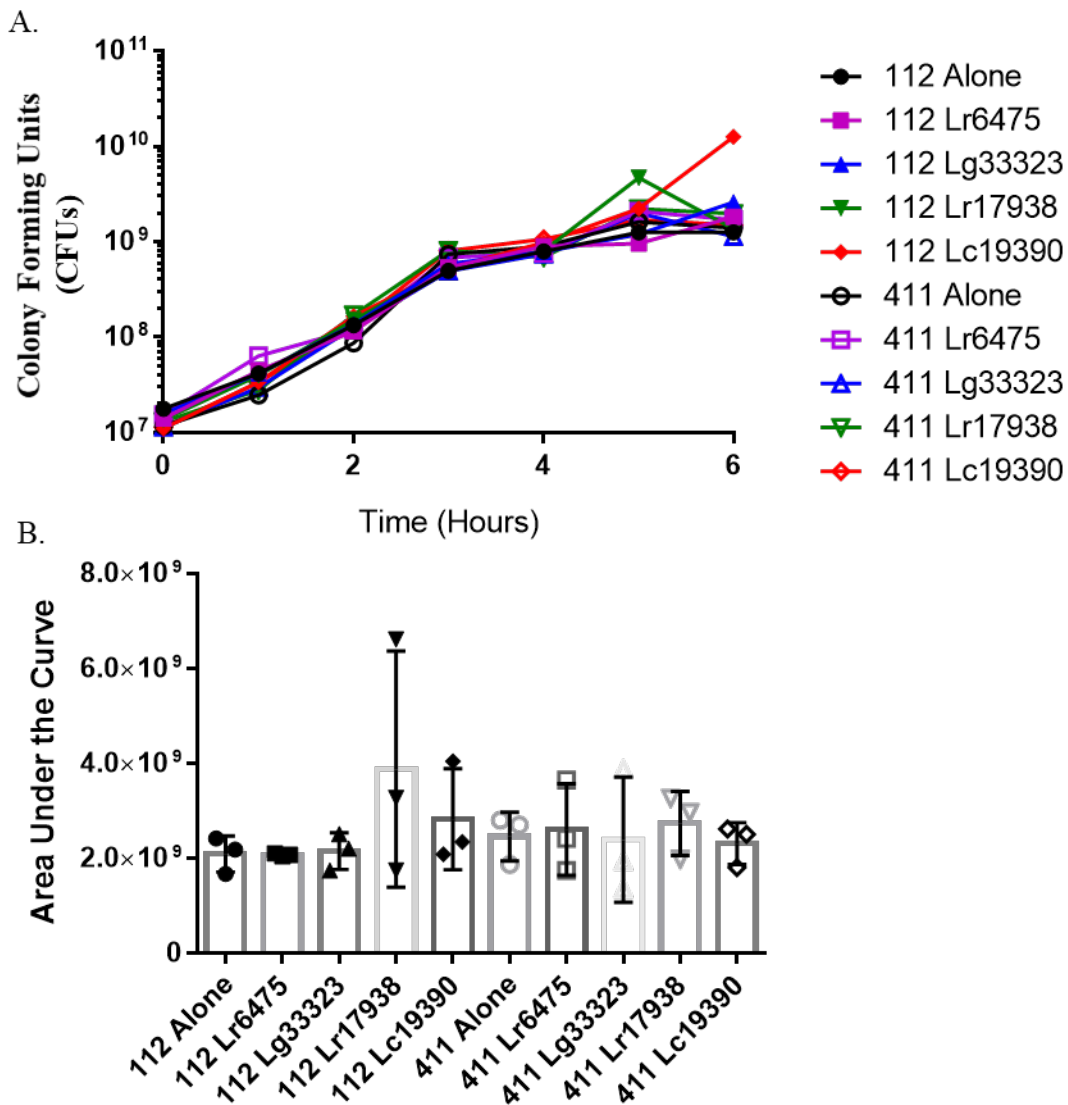 A.
Colony Forming Units
(CFUs)
10^11
10^10
10^9
10^8
10^7
0
2
4
6
Time (Hours)
112 Alone
112 Lr6475
112 Lg33323
112 Lr17938
112 Lc19390
411 Alone
411 Lr6475
411 Lg33323
411 Lr17938
411 Lc19390
B.
Area Under the Curve
8.0×10^9
6.0×10^9
4.0×10^9
2.0×10^9
0
112 Alone
112 Lr6475
112 Lg33323
112 Lr17938
112 Lc19390
411 Alone
411 Lr6475
411 Lg33323
411 Lr17938
411 Lc19390